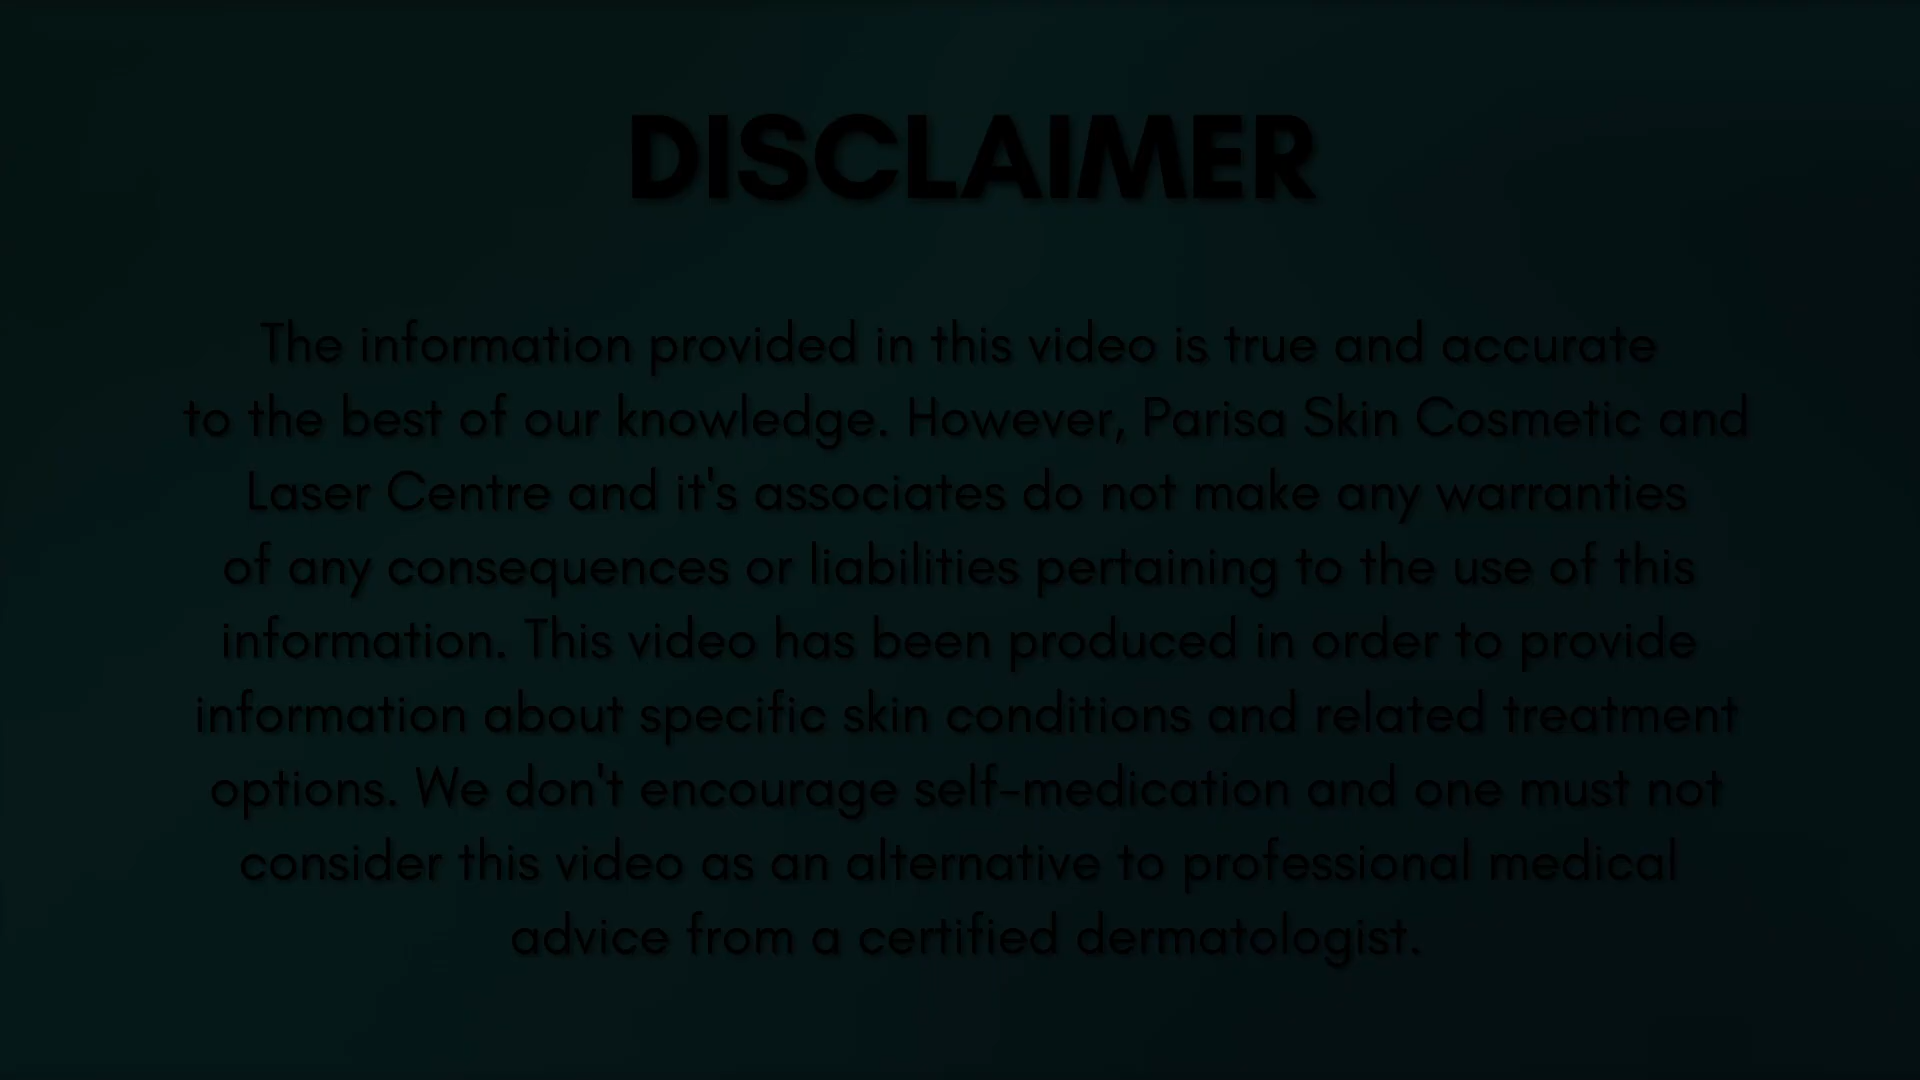 DISCLAIMER
The information provided in this video is true and accurate
to the best of our knowledge. However, Parisa Skin Cosmetic and
Laser Centre and it's associates do not make any warranties
of any consequences or liabilities pertaining to the use of this
information. This video has been produced in order to provide
information about specific skin conditions and related treatment
options. We don't encourage self-medication and one must not
consider this video as an alternative to professional medical
advice from a certified dermatologist.